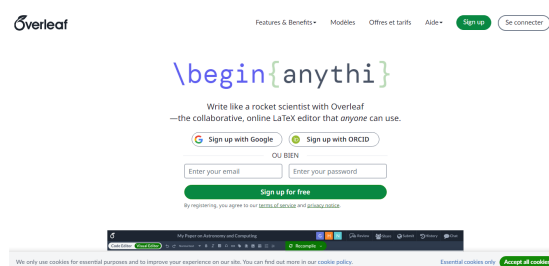 Overleaf
Features & Benefits Modèles Offres et tarifs Aide Sign up Se connecter
\begin{anythi}
Write like a rocket scientist with Overleaf
—the collaborative, online LaTeX editor that anyone can use.
Sign up with Google Sign up with ORCID
OU BIEN
Enter your email Enter your password
Sign up for free
By registering, you agree to our terms of service and privacy notice.
My Paper on Astronomy and Computing Review Share Submit History Chat
Code Editor Visual Editor Recompile
We only use cookies for essential purposes and to improve your experience on our site. You can find out more in our cookie policy. Essential cookies only Accept all cookies